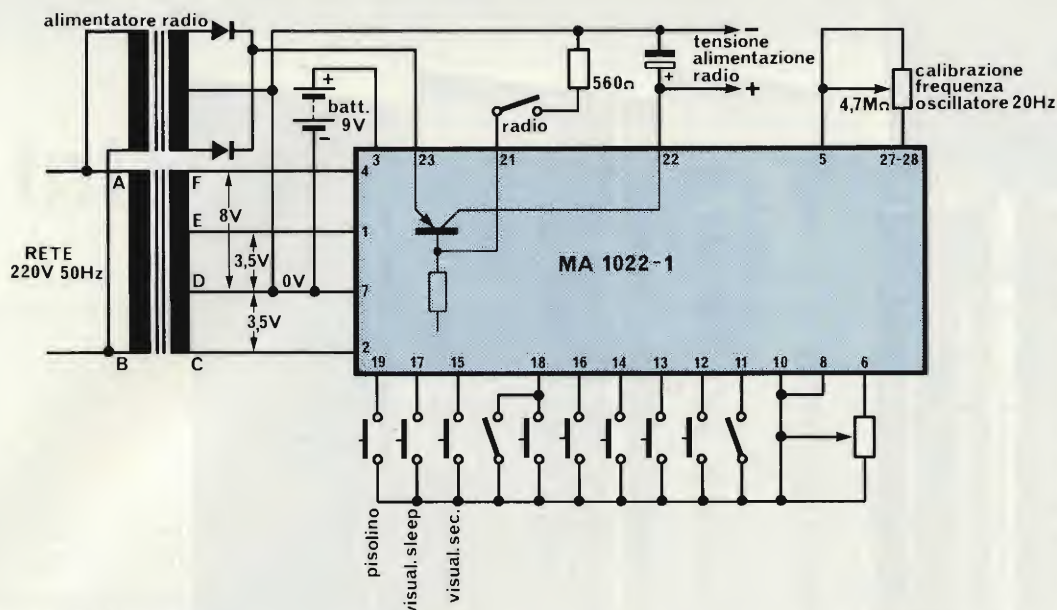 alimentatore radio
batt.
9V
+
−
radio
560Ω
+
−
tensione
alimentazione
radio
+
4,7MΩ
calibrazione
frequenza
oscillatore 20Hz
3
23
21
22
5
27-28
A
F
4
8V
E
1
RETE
220V 50Hz
3,5V
MA 1022-1
D
0V
7
3,5V
B
C
2
19
17
15
18
16
14
13
12
11
10
8
6
pisolino
visual. sleep
visual. sec.